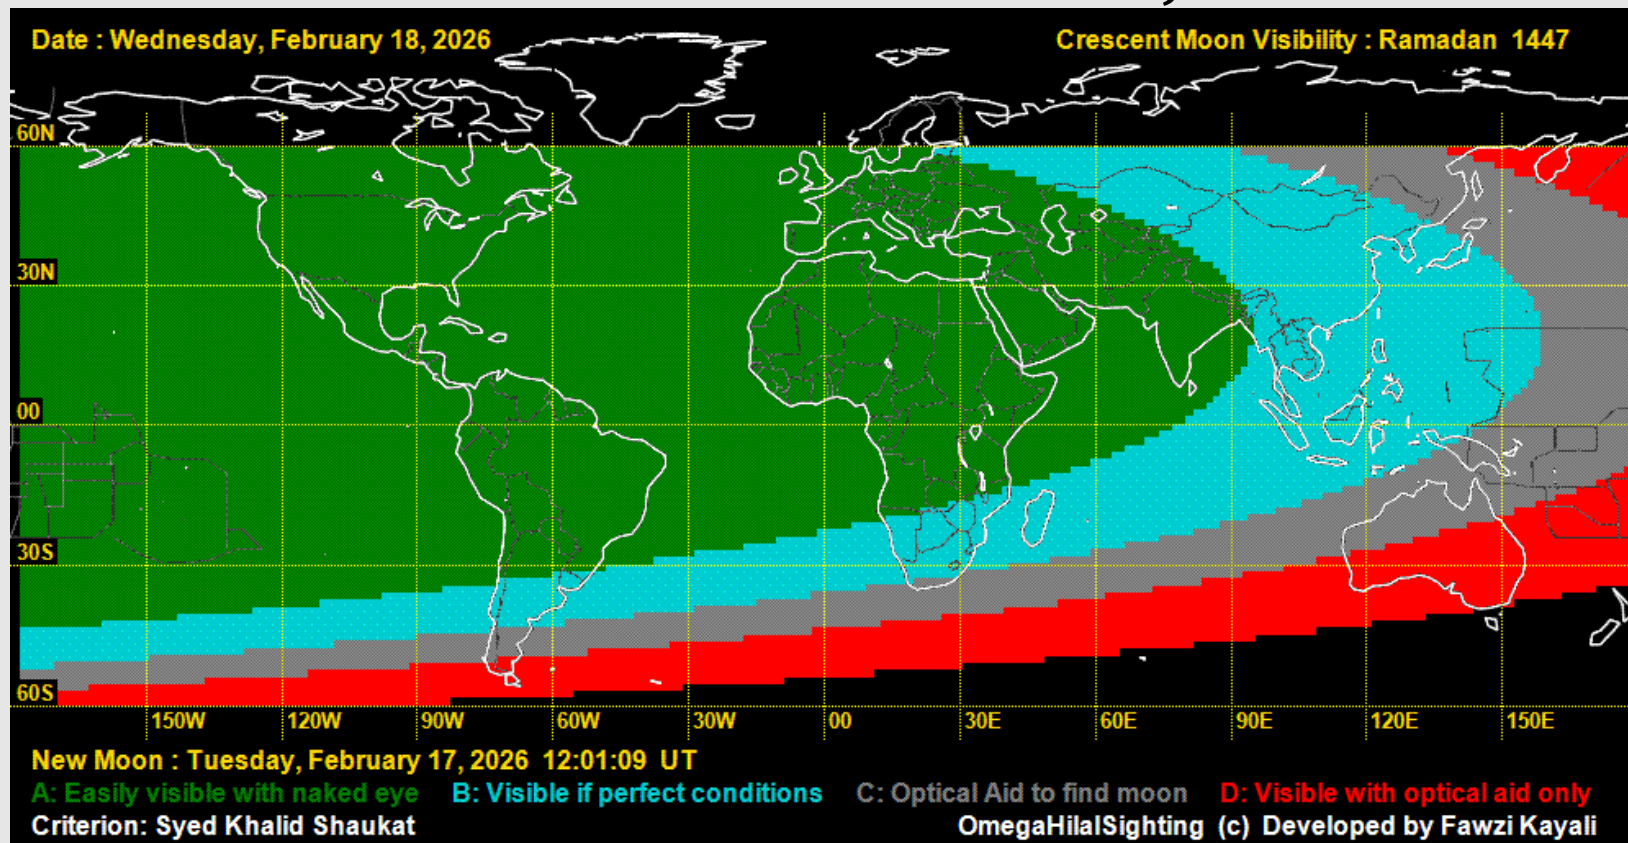 Date : Wednesday, February 18, 2026
Crescent Moon Visibility : Ramadan 1447
60N
30N
00
30S
60S
150W
120W
90W
60W
30W
00
30E
60E
90E
120E
150E
New Moon : Tuesday, February 17, 2026 12:01:09 UT
A: Easily visible with naked eye
B: Visible if perfect conditions
C: Optical Aid to find moon
D: Visible with optical aid only
Criterion: Syed Khalid Shaukat
OmegaHilalSighting (c) Developed by Fawzi Kayali